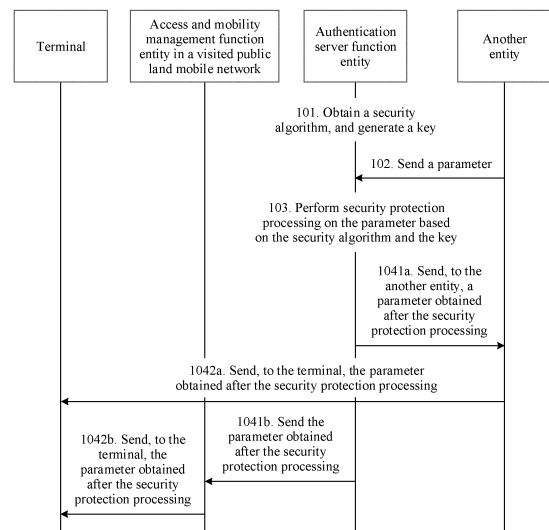 Terminal
Access and mobility
management function
entity in a visited public
land mobile network
Authentication
server function
entity
Another
entity
101. Obtain a security
algorithm, and generate a key
102. Send a parameter
103. Perform security protection
processing on the parameter based
on the security algorithm and the key
1041a. Send, to the
another entity, a
parameter obtained
after the security
protection processing
1042a. Send, to the terminal, the parameter
obtained after the security protection processing
1041b. Send the
parameter obtained
after the security
protection processing
1042b. Send, to the
terminal, the
parameter obtained
after the security
protection processing